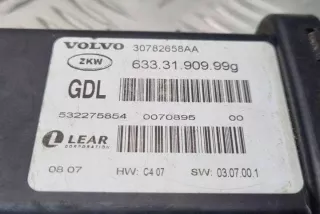 VOLVO 30782658AA
ZKW 633.31.909.99g
GDL
532275854 0070895 00
LEAR
CORPORATION
08 07 HW: C4 07 SW: 03.07.00.1